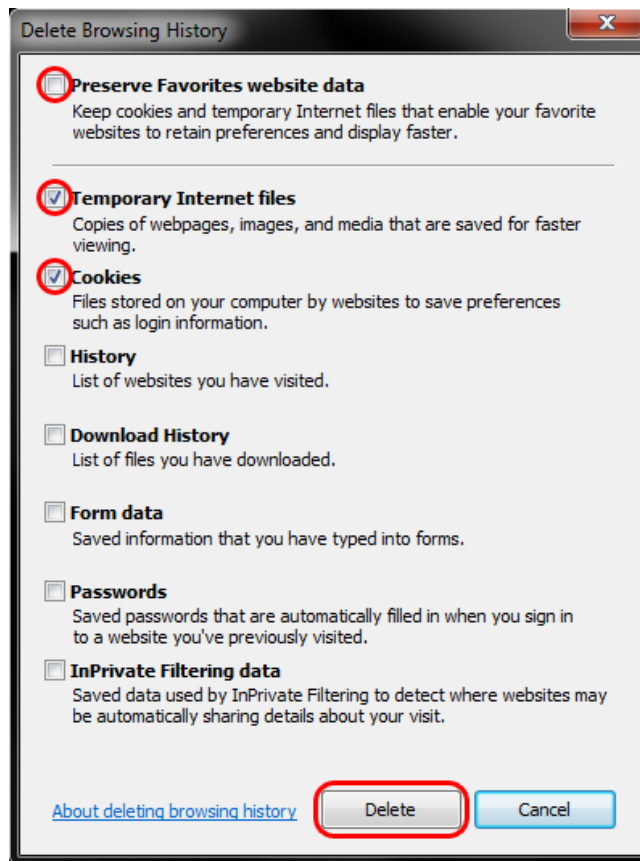 Delete Browsing History
Preserve Favorites website data
Keep cookies and temporary Internet files that enable your favorite
websites to retain preferences and display faster.
Temporary Internet files
Copies of webpages, images, and media that are saved for faster
viewing.
Cookies
Files stored on your computer by websites to save preferences
such as login information.
History
List of websites you have visited.
Download History
List of files you have downloaded.
Form data
Saved information that you have typed into forms.
Passwords
Saved passwords that are automatically filled in when you sign in
to a website you've previously visited.
InPrivate Filtering data
Saved data used by InPrivate Filtering to detect where websites may
be automatically sharing details about your visit.
About deleting browsing history Delete Cancel